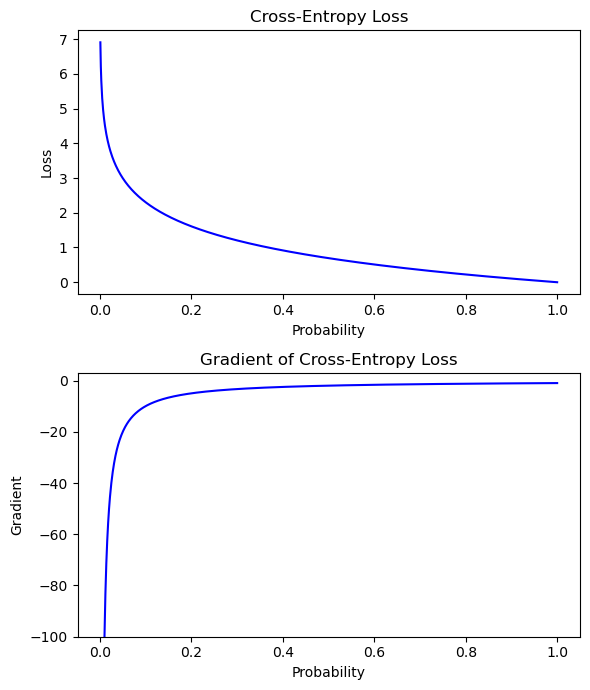 Cross-Entropy Loss
7
6
5
4
3
2
1
0
Loss
0.0 0.2 0.4 0.6 0.8 1.0
Probability
Gradient of Cross-Entropy Loss
0
−20
−40
−60
−80
−100
Gradient
0.0 0.2 0.4 0.6 0.8 1.0
Probability